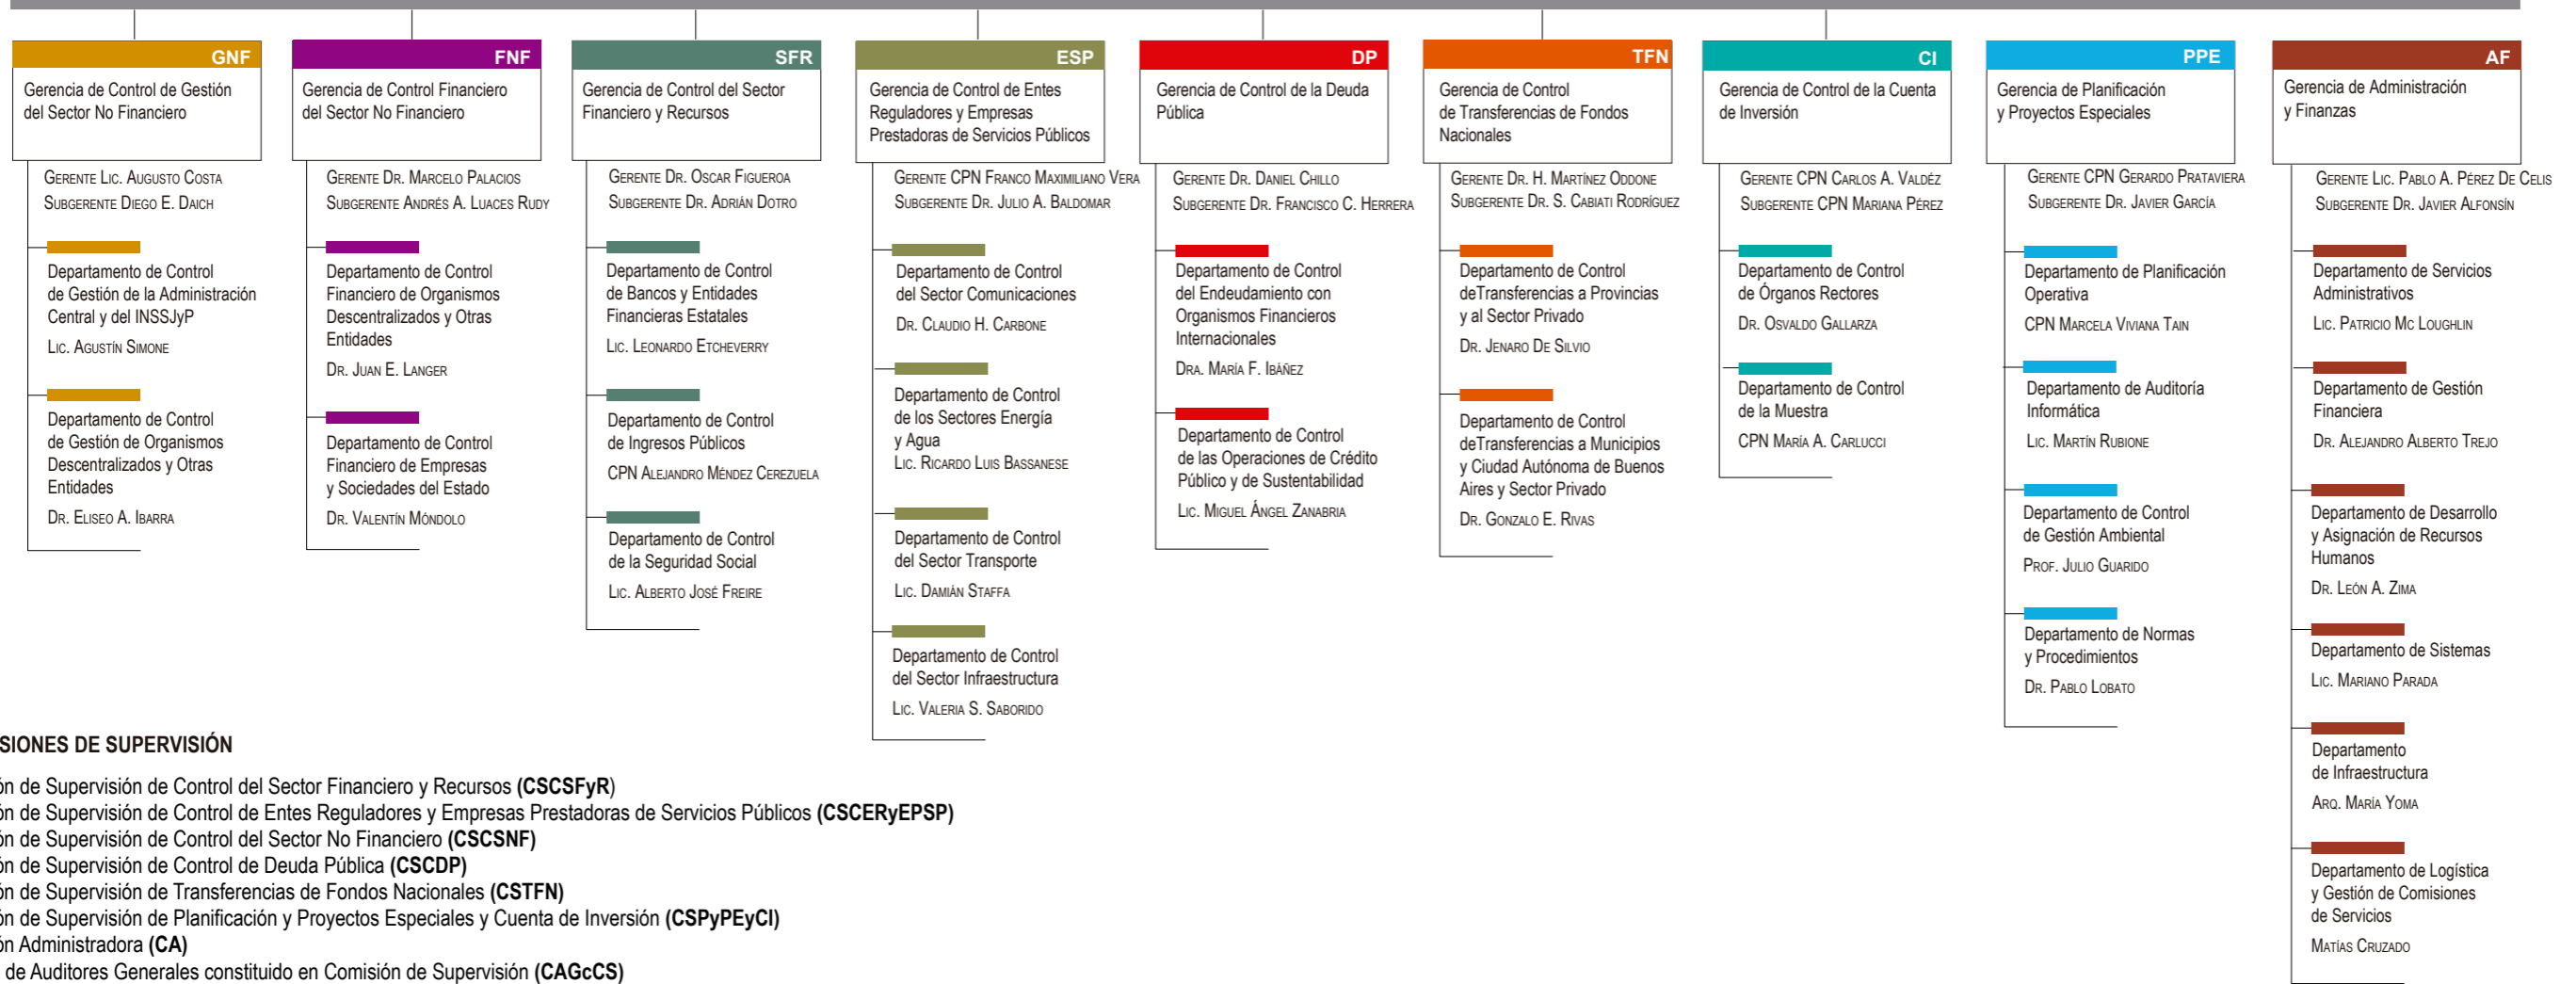 GNF
Gerencia de Control de Gestión
del Sector No Financiero
Gerente Lic. Augusto Costa
Subgerente Diego E. Daich
Departamento de Control
de Gestión de la Administración
Central y del INSSJyP
Lic. Agustín Simone
Departamento de Control
de Gestión de Organismos
Descentralizados y Otras
Entidades
Dr. Eliseo A. Ibarra
FNF
Gerencia de Control Financiero
del Sector No Financiero
Gerente Dr. Marcelo Palacios
Subgerente Andrés A. Luaces Rudy
Departamento de Control
Financiero de Organismos
Descentralizados y Otras
Entidades
Dr. Juan E. Langer
Departamento de Control
Financiero de Empresas
y Sociedades del Estado
Dr. Valentín Móndolo
SFR
Gerencia de Control del Sector
Financiero y Recursos
Gerente Dr. Oscar Figueroa
Subgerente Dr. Adrián Dotro
Departamento de Control
de Bancos y Entidades
Financieras Estatales
Lic. Leonardo Etcheverry
Departamento de Control
de Ingresos Públicos
CPN Alejandro Méndez Cerezuela
Departamento de Control
de la Seguridad Social
Lic. Alberto José Freire
ESP
Gerencia de Control de Entes
Reguladores y Empresas
Prestadoras de Servicios Públicos
Gerente CPN Franco Maximiliano Vera
Subgerente Dr. Julio A. Baldomar
Departamento de Control
del Sector Comunicaciones
Dr. Claudio H. Carbone
Departamento de Control
de los Sectores Energía
y Agua
Lic. Ricardo Luis Bassanese
Departamento de Control
del Sector Transporte
Lic. Damián Staffa
Departamento de Control
del Sector Infraestructura
Lic. Valeria S. Saborido
DP
Gerencia de Control de la Deuda
Pública
Gerente Dr. Daniel Chillo
Subgerente Dr. Francisco C. Herrera
Departamento de Control
del Endeudamiento con
Organismos Financieros
Internacionales
Dra. María F. Ibáñez
Departamento de Control
de las Operaciones de Crédito
Público y de Sustentabilidad
Lic. Miguel Ángel Zanabria
TFN
Gerencia de Control
de Transferencias de Fondos
Nacionales
Gerente Dr. H. Martínez Oddone
Subgerente Dr. S. Cabiati Rodríguez
Departamento de Control
deTransferencias a Provincias
y al Sector Privado
Dr. Jenaro De Silvio
Departamento de Control
deTransferencias a Municipios
y Ciudad Autónoma de Buenos
Aires y Sector Privado
Dr. Gonzalo E. Rivas
CI
Gerencia de Control de la Cuenta
de Inversión
Gerente CPN Carlos A. Valdéz
Subgerente CPN Mariana Pérez
Departamento de Control
de Órganos Rectores
Dr. Osvaldo Gallarza
Departamento de Control
de la Muestra
CPN María A. Carlucci
PPE
Gerencia de Planificación
y Proyectos Especiales
Gerente CPN Gerardo Prataviera
Subgerente Dr. Javier García
Departamento de Planificación
Operativa
CPN Marcela Viviana Tain
Departamento de Auditoría
Informática
Lic. Martín Rubione
Departamento de Control
de Gestión Ambiental
Prof. Julio Guarido
Departamento de Normas
y Procedimientos
Dr. Pablo Lobato
AF
Gerencia de Administración
y Finanzas
Gerente Lic. Pablo A. Pérez De Celis
Subgerente Dr. Javier Alfonsín
Departamento de Servicios
Administrativos
Lic. Patricio Mc Loughlin
Departamento de Gestión
Financiera
Dr. Alejandro Alberto Trejo
Departamento de Desarrollo
y Asignación de Recursos
Humanos
Dr. León A. Zima
Departamento de Sistemas
Lic. Mariano Parada
Departamento
de Infraestructura
Arq. María Yoma
Departamento de Logística
y Gestión de Comisiones
de Servicios
Matías Cruzado
SIONES DE SUPERVISIÓN
ón de Supervisión de Control del Sector Financiero y Recursos (CSCSFyR)
ón de Supervisión de Control de Entes Reguladores y Empresas Prestadoras de Servicios Públicos (CSCERyEPSP)
ón de Supervisión de Control del Sector No Financiero (CSCSNF)
ón de Supervisión de Control de Deuda Pública (CSCDP)
ón de Supervisión de Transferencias de Fondos Nacionales (CSTFN)
ón de Supervisión de Planificación y Proyectos Especiales y Cuenta de Inversión (CSPyPEyCI)
ón Administradora (CA)
de Auditores Generales constituido en Comisión de Supervisión (CAGcCS)